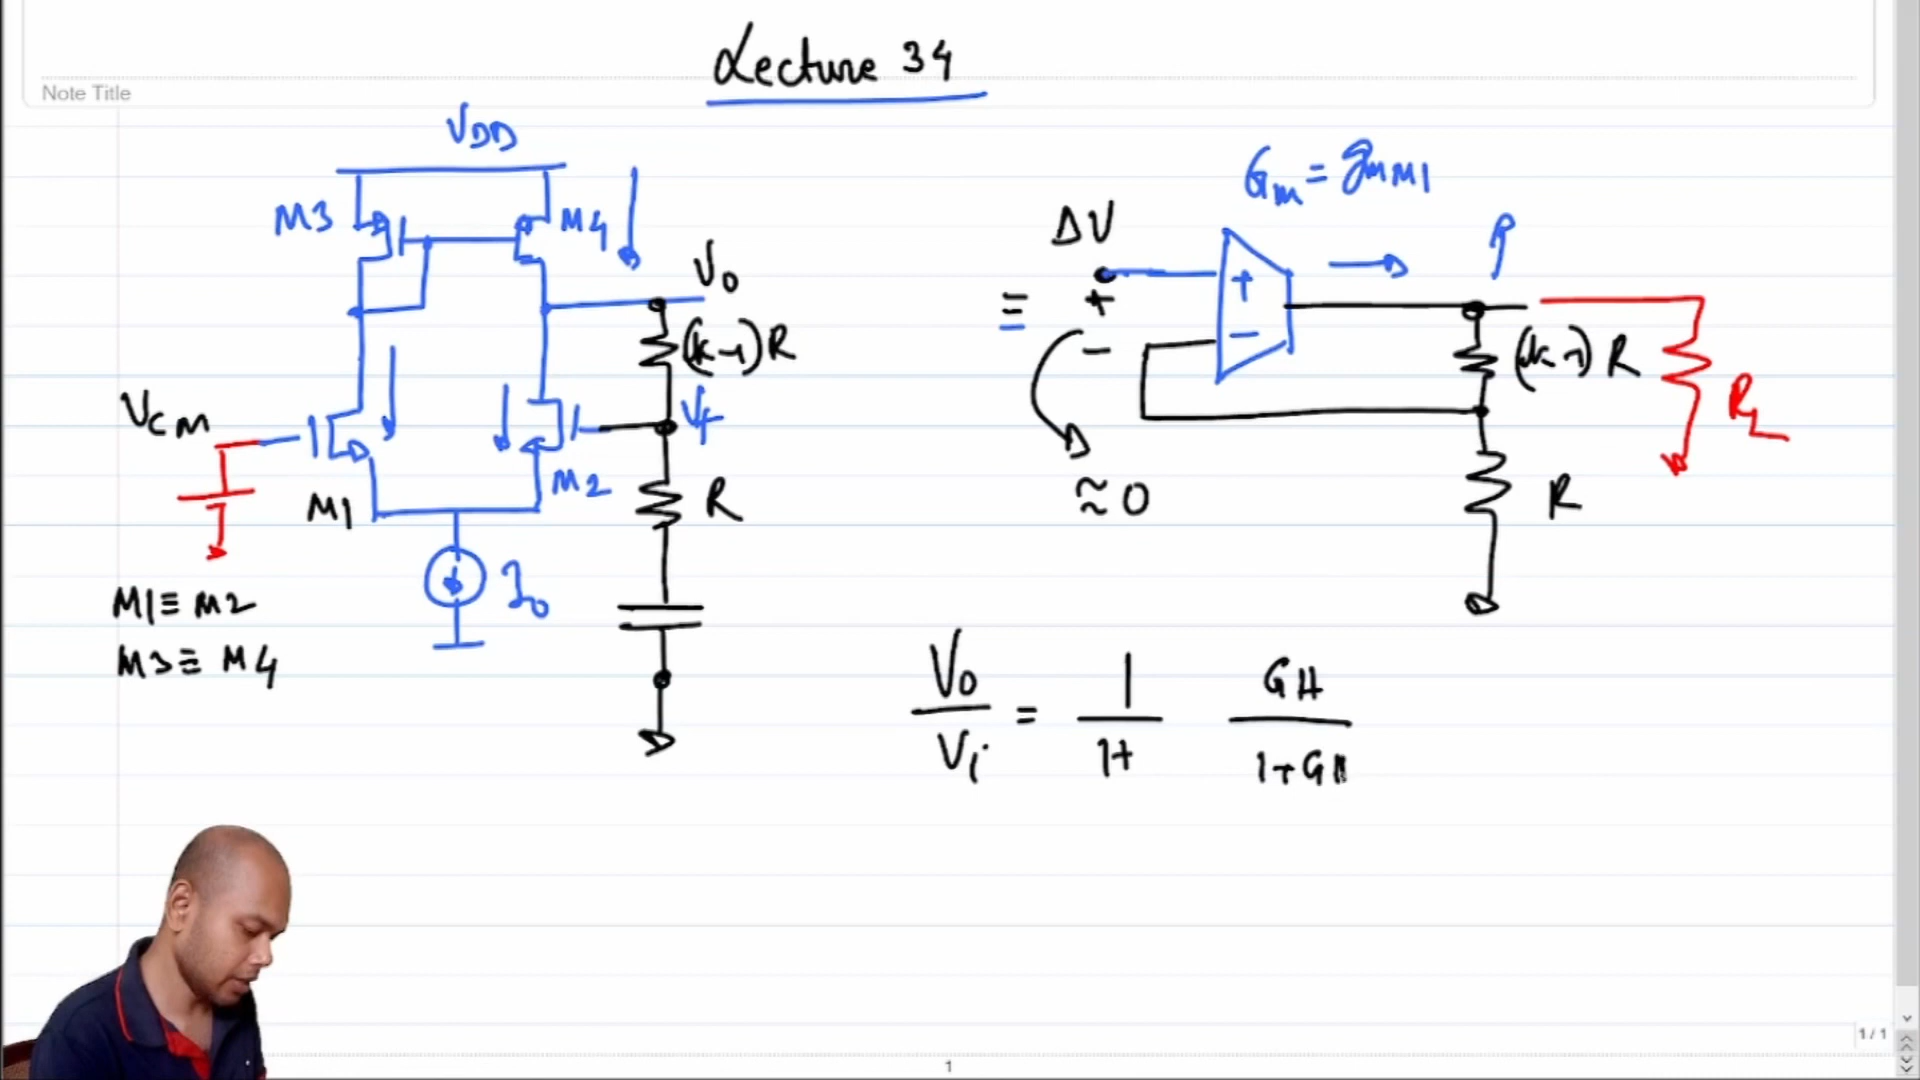 Lecture 34
Note Title
VDD
M3
M4
Vo
(k-1)R
VCM
Vf
M1
M2
R
Io
M1≡M2
M3≡M4
Gm = gmM1
ΔV
+
-
≡
+
-
(k-1)R
RL
≈0
R
Vo/Vi = 1/1+ GH/1+GH
1/1
1